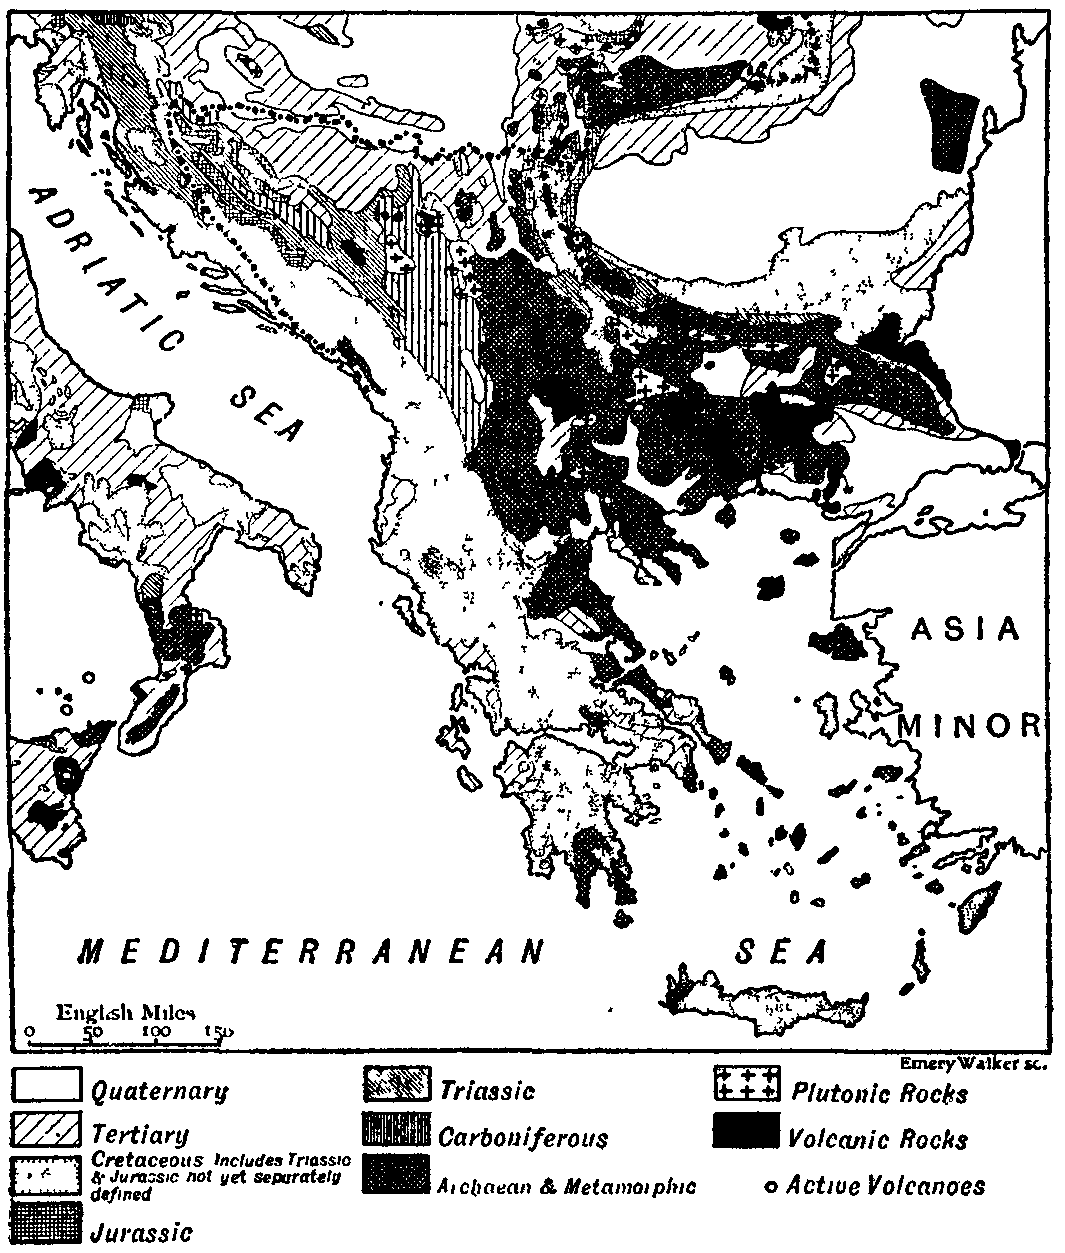 ADRIATIC SEA
ASIA
MINOR
MEDITERRANEAN SEA
English Miles
0 50 100 150
Emery Walker sc.
Quaternary
Tertiary
Cretaceous Includes Triassic
& Jurassic not yet separately
defined
Jurassic
Triassic
Carboniferous
Archaean & Metamorphic
Plutonic Rocks
Volcanic Rocks
Active Volcanoes